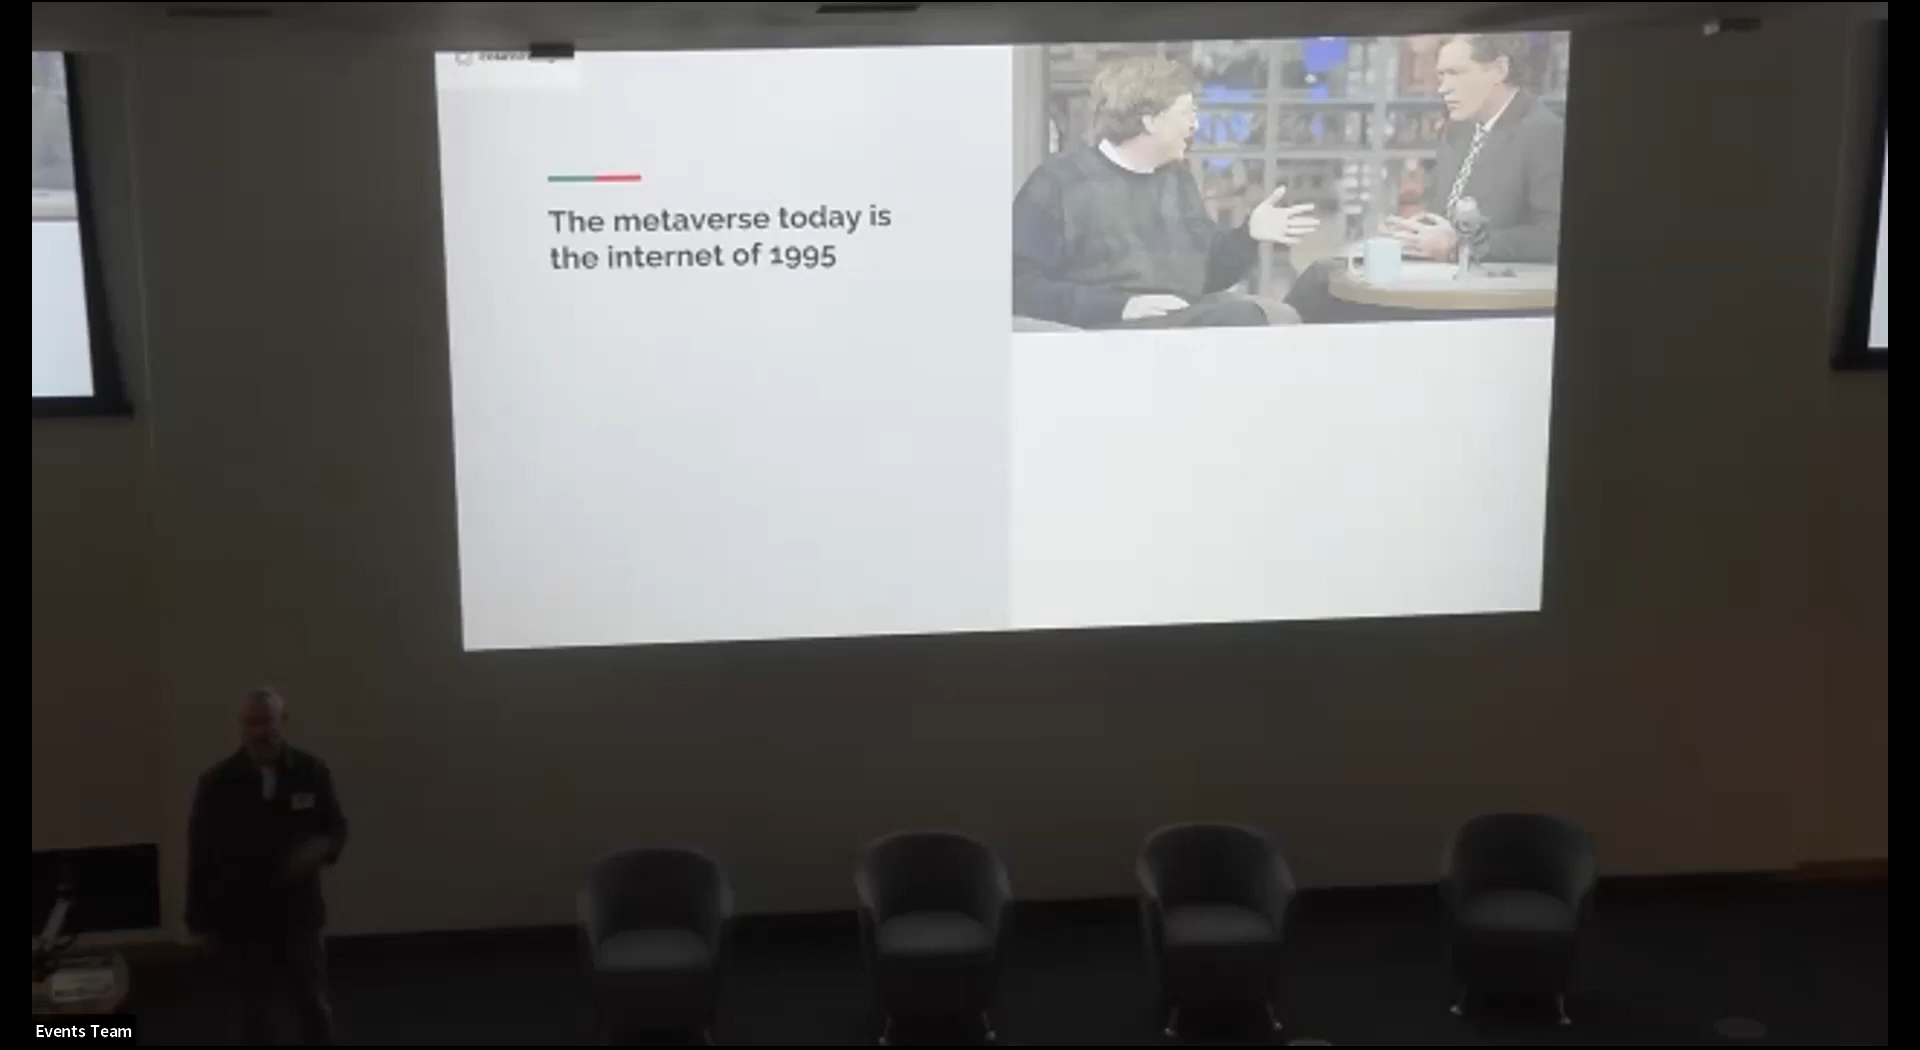 The metaverse today is
the internet of 1995
Events Team